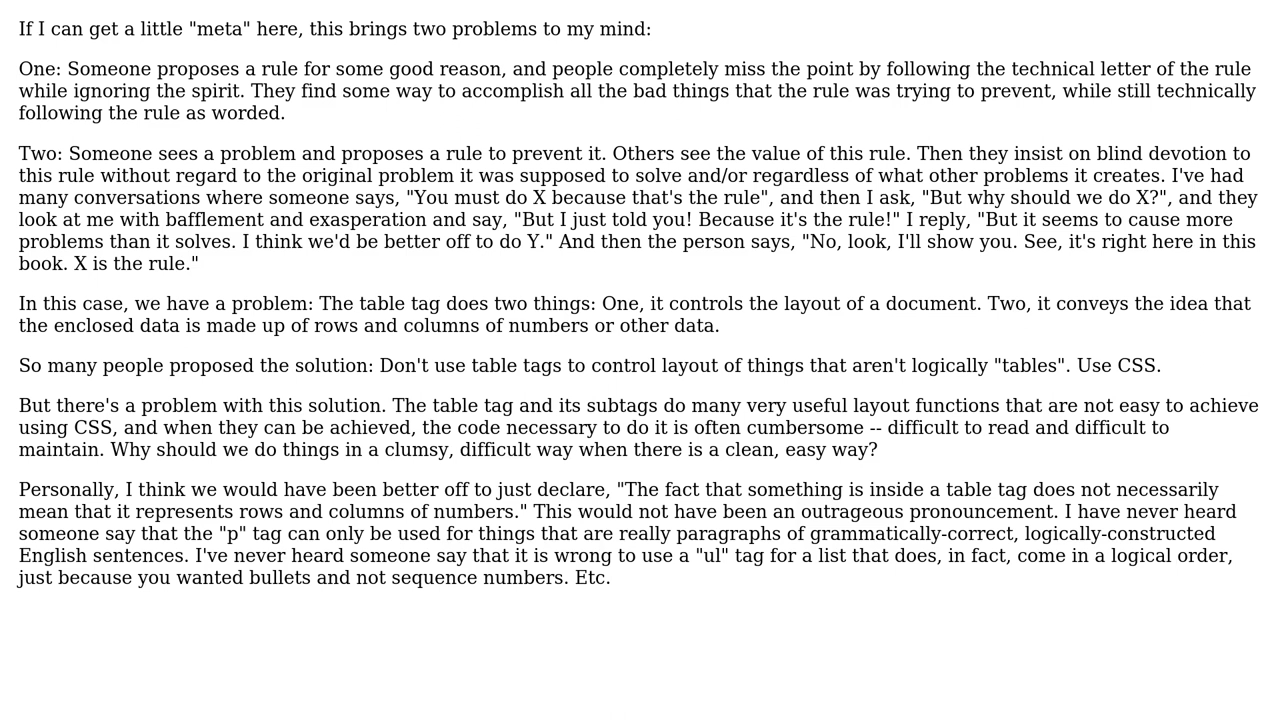 If I can get a little "meta" here, this brings two problems to my mind:
One: Someone proposes a rule for some good reason, and people completely miss the point by following the technical letter of the rule
while ignoring the spirit. They find some way to accomplish all the bad things that the rule was trying to prevent, while still technically
following the rule as worded.
Two: Someone sees a problem and proposes a rule to prevent it. Others see the value of this rule. Then they insist on blind devotion to
this rule without regard to the original problem it was supposed to solve and/or regardless of what other problems it creates. I've had
many conversations where someone says, "You must do X because that's the rule", and then I ask, "But why should we do X?", and they
look at me with bafflement and exasperation and say, "But I just told you! Because it's the rule!" I reply, "But it seems to cause more
problems than it solves. I think we'd be better off to do Y." And then the person says, "No, look, I'll show you. See, it's right here in this
book. X is the rule."
In this case, we have a problem: The table tag does two things: One, it controls the layout of a document. Two, it conveys the idea that
the enclosed data is made up of rows and columns of numbers or other data.
So many people proposed the solution: Don't use table tags to control layout of things that aren't logically "tables". Use CSS.
But there's a problem with this solution. The table tag and its subtags do many very useful layout functions that are not easy to achieve
using CSS, and when they can be achieved, the code necessary to do it is often cumbersome -- difficult to read and difficult to
maintain. Why should we do things in a clumsy, difficult way when there is a clean, easy way?
Personally, I think we would have been better off to just declare, "The fact that something is inside a table tag does not necessarily
mean that it represents rows and columns of numbers." This would not have been an outrageous pronouncement. I have never heard
someone say that the "p" tag can only be used for things that are really paragraphs of grammatically-correct, logically-constructed
English sentences. I've never heard someone say that it is wrong to use a "ul" tag for a list that does, in fact, come in a logical order,
just because you wanted bullets and not sequence numbers. Etc.